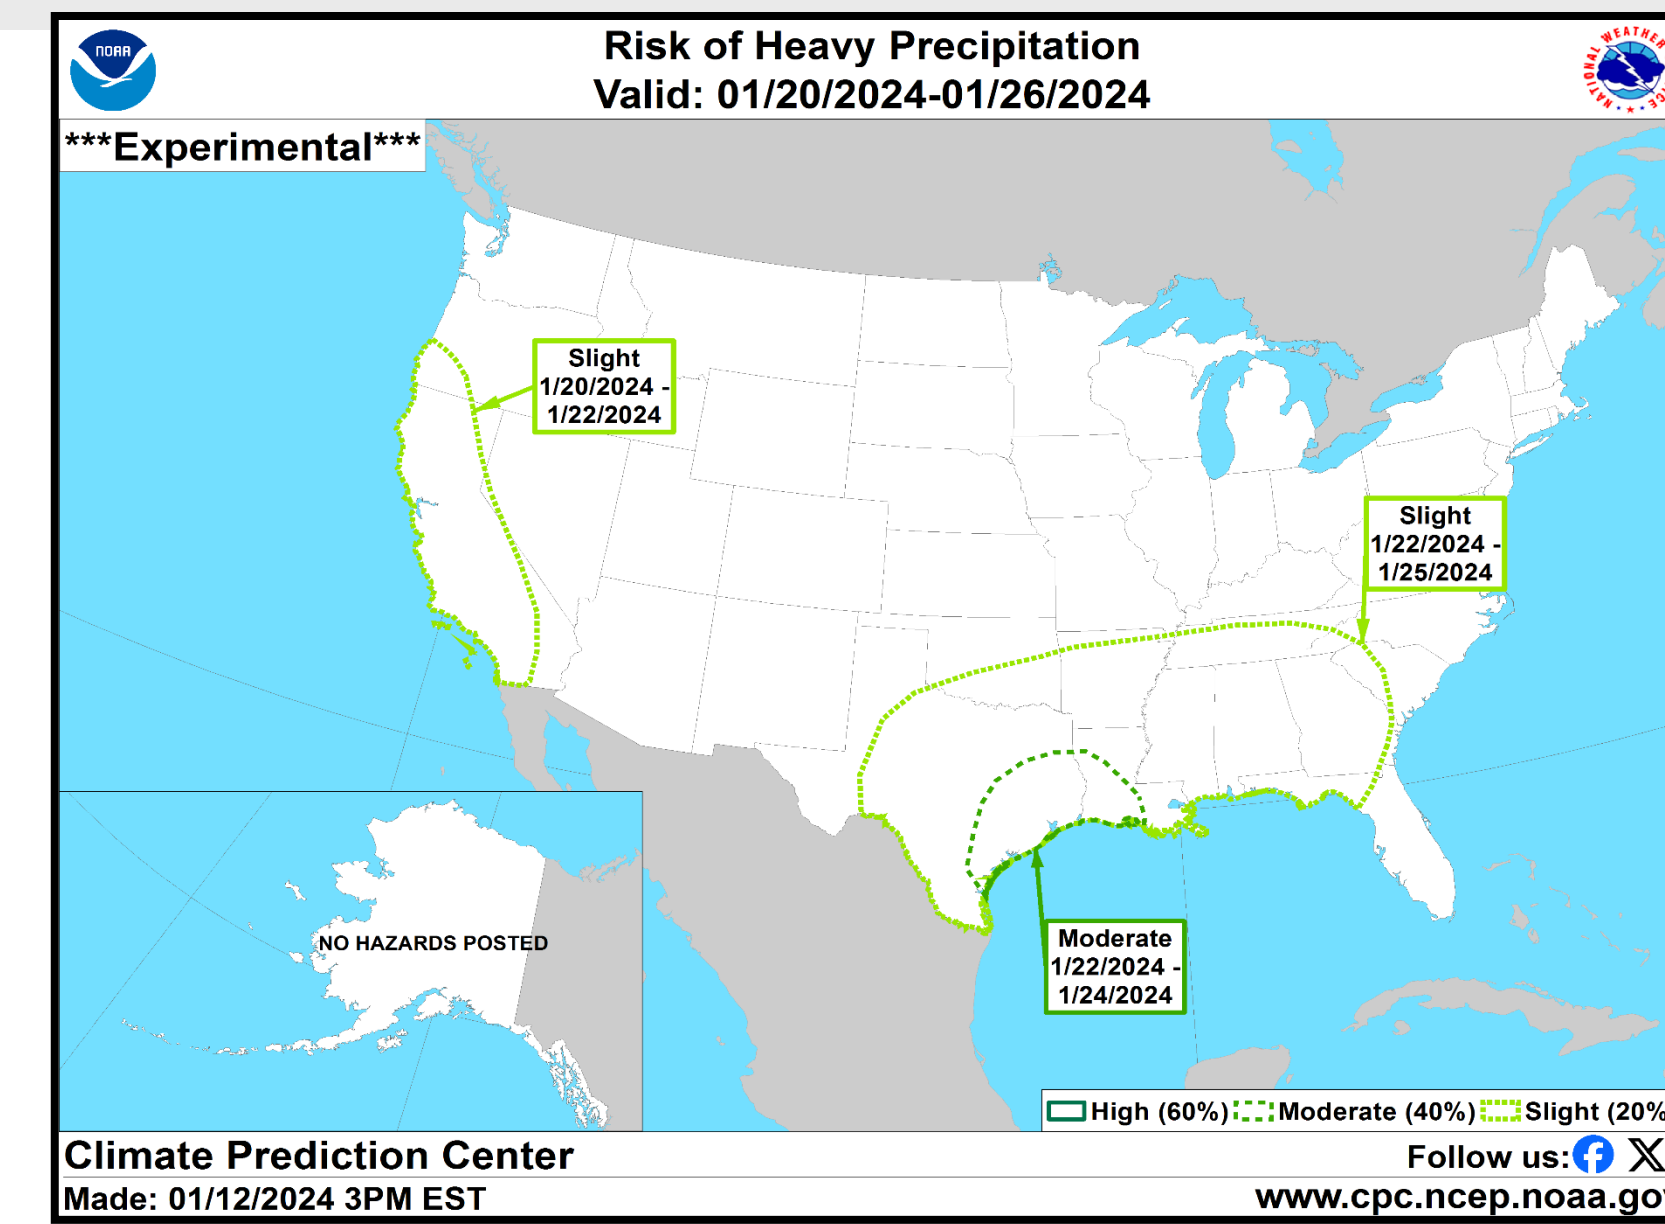 NOAA
Risk of Heavy Precipitation
Valid: 01/20/2024-01/26/2024
NATIONAL WEATHER
***Experimental***
Slight
1/20/2024 -
1/22/2024
Slight
1/22/2024 -
1/25/2024
Moderate
1/22/2024 -
1/24/2024
NO HAZARDS POSTED
High (60%) Moderate (40%) Slight (20%
Climate Prediction Center
Follow us:
Made: 01/12/2024 3PM EST
www.cpc.ncep.noaa.gov